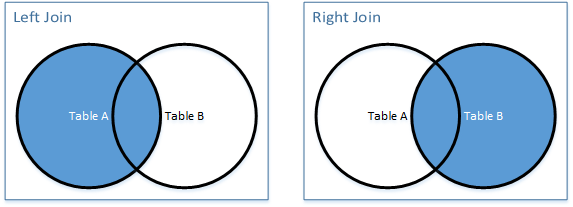 Left Join
Table A
Table B
Right Join
Table A
Table B